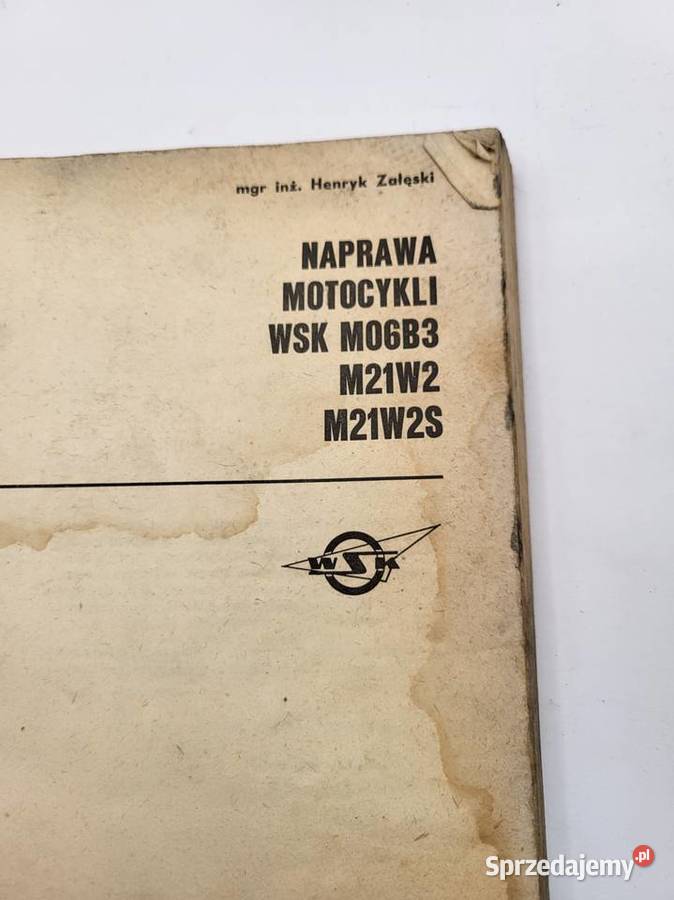 mgr inż. Henryk Załęski
NAPRAWA
MOTOCYKLI
WSK M06B3
M21W2
M21W2S
WSK
Sprzedajemy.pl